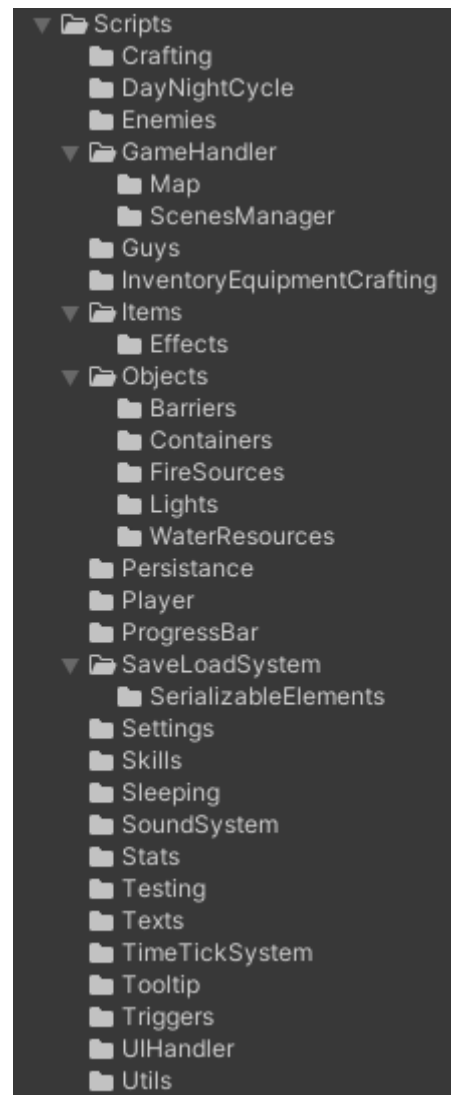 Scripts
Crafting
DayNightCycle
Enemies
GameHandler
Map
ScenesManager
Guys
InventoryEquipmentCrafting
Items
Effects
Objects
Barriers
Containers
FireSources
Lights
WaterResources
Persistance
Player
ProgressBar
SaveLoadSystem
SerializableElements
Settings
Skills
Sleeping
SoundSystem
Stats
Testing
Texts
TimeTickSystem
Tooltip
Triggers
UIHandler
Utils